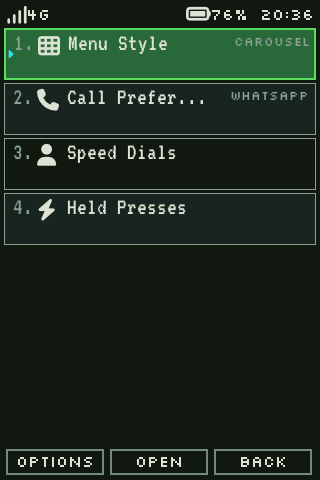 4G 76% 20:36
1. Menu Style CAROUSEL
2. Call Prefer... WHATSAPP
3. Speed Dials
4. Held Presses
OPTIONS OPEN BACK